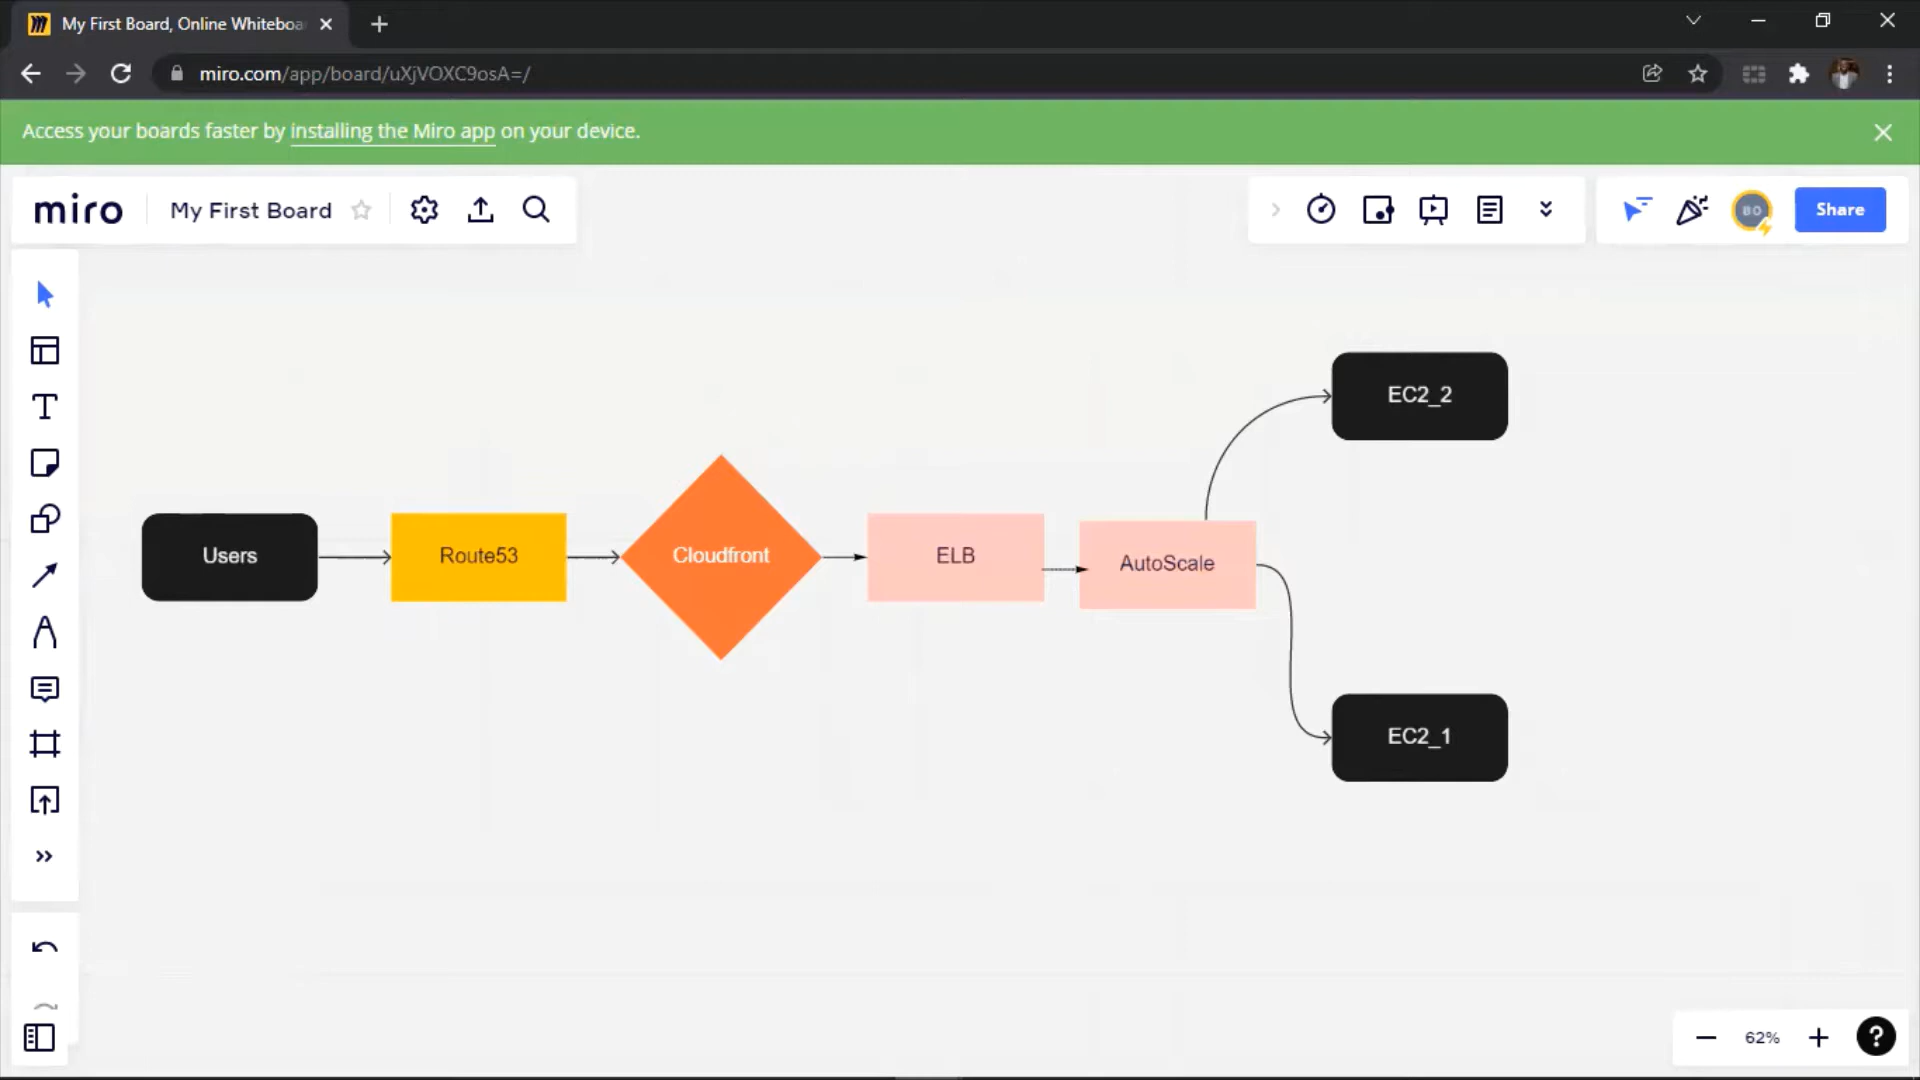 My First Board, Online Whiteboa
miro.com/app/board/uXjVOXC9osA=/
Access your boards faster by installing the Miro app on your device.
miro
My First Board
BO
Share
EC2_2
Users
Route53
Cloudfront
ELB
AutoScale
EC2_1
62%